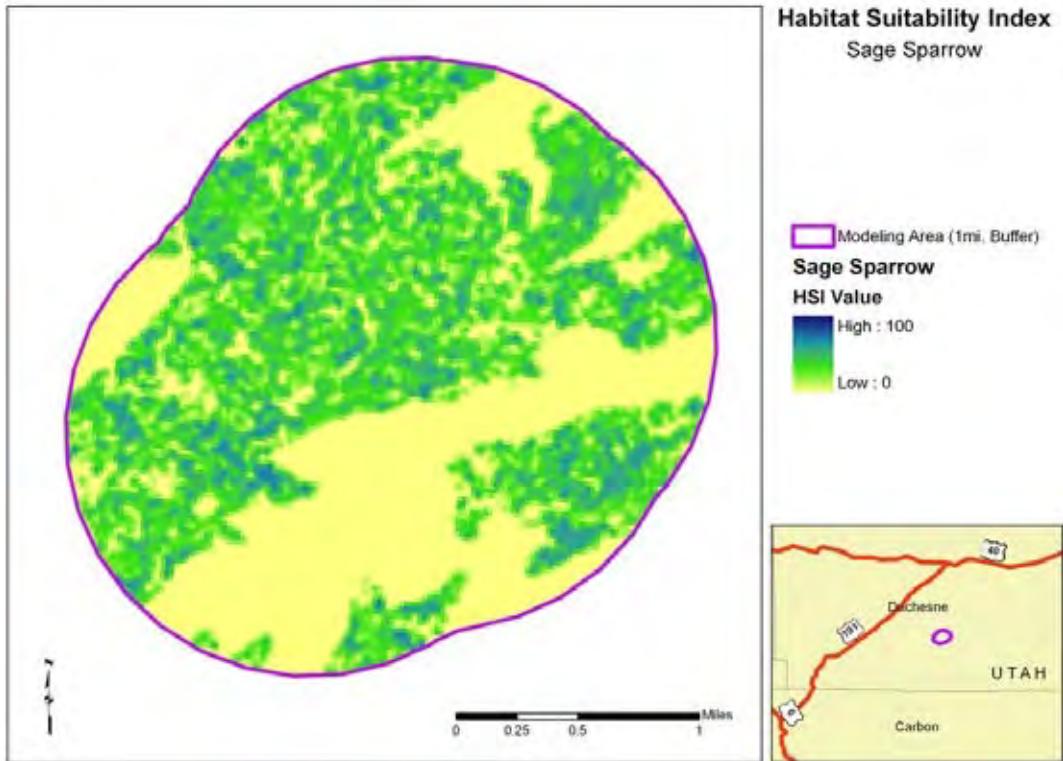 Habitat Suitability Index
Sage Sparrow
Modeling Area (1mi. Buffer)
Sage Sparrow
HSI Value
High : 100
Low : 0
Miles
0 0.25 0.5 1
40
Duchesne
191
UTAH
6
Carbon